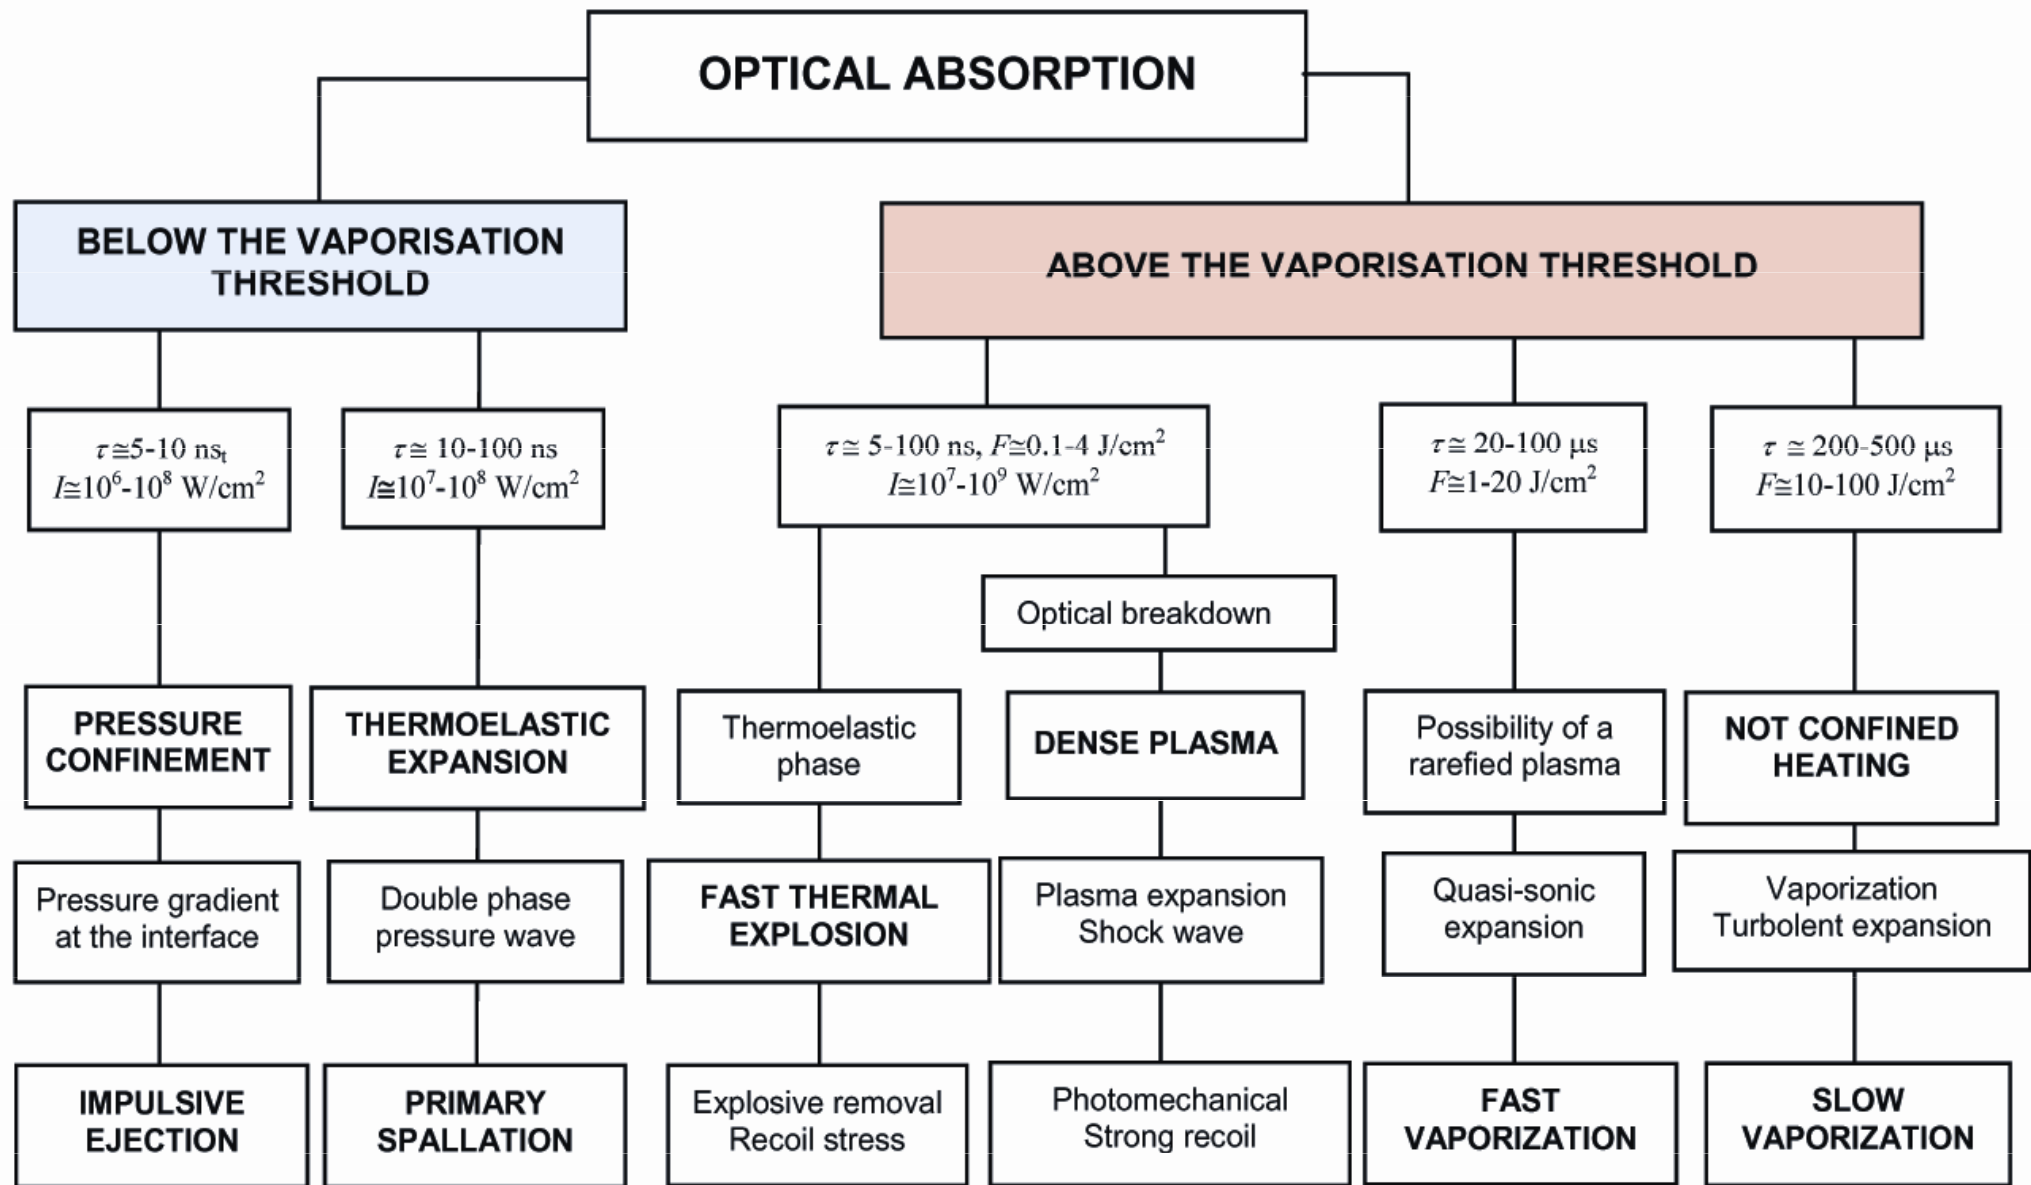 OPTICAL ABSORPTION
BELOW THE VAPORISATION
THRESHOLD
ABOVE THE VAPORISATION THRESHOLD
τ≅5-10 nsₜ
I≅10⁶-10⁸ W/cm²
τ≅ 10-100 ns
I≅10⁷-10⁸ W/cm²
τ≅ 5-100 ns, F≅0.1-4 J/cm²
I≅10⁷-10⁹ W/cm²
τ≅ 20-100 µs
F≅1-20 J/cm²
τ ≅ 200-500 µs
F≅10-100 J/cm²
Optical breakdown
PRESSURE
CONFINEMENT
THERMOELASTIC
EXPANSION
Thermoelastic
phase
DENSE PLASMA
Possibility of a
rarefied plasma
NOT CONFINED
HEATING
Pressure gradient
at the interface
Double phase
pressure wave
FAST THERMAL
EXPLOSION
Plasma expansion
Shock wave
Quasi-sonic
expansion
Vaporization
Turbolent expansion
IMPULSIVE
EJECTION
PRIMARY
SPALLATION
Explosive removal
Recoil stress
Photomechanical
Strong recoil
FAST
VAPORIZATION
SLOW
VAPORIZATION